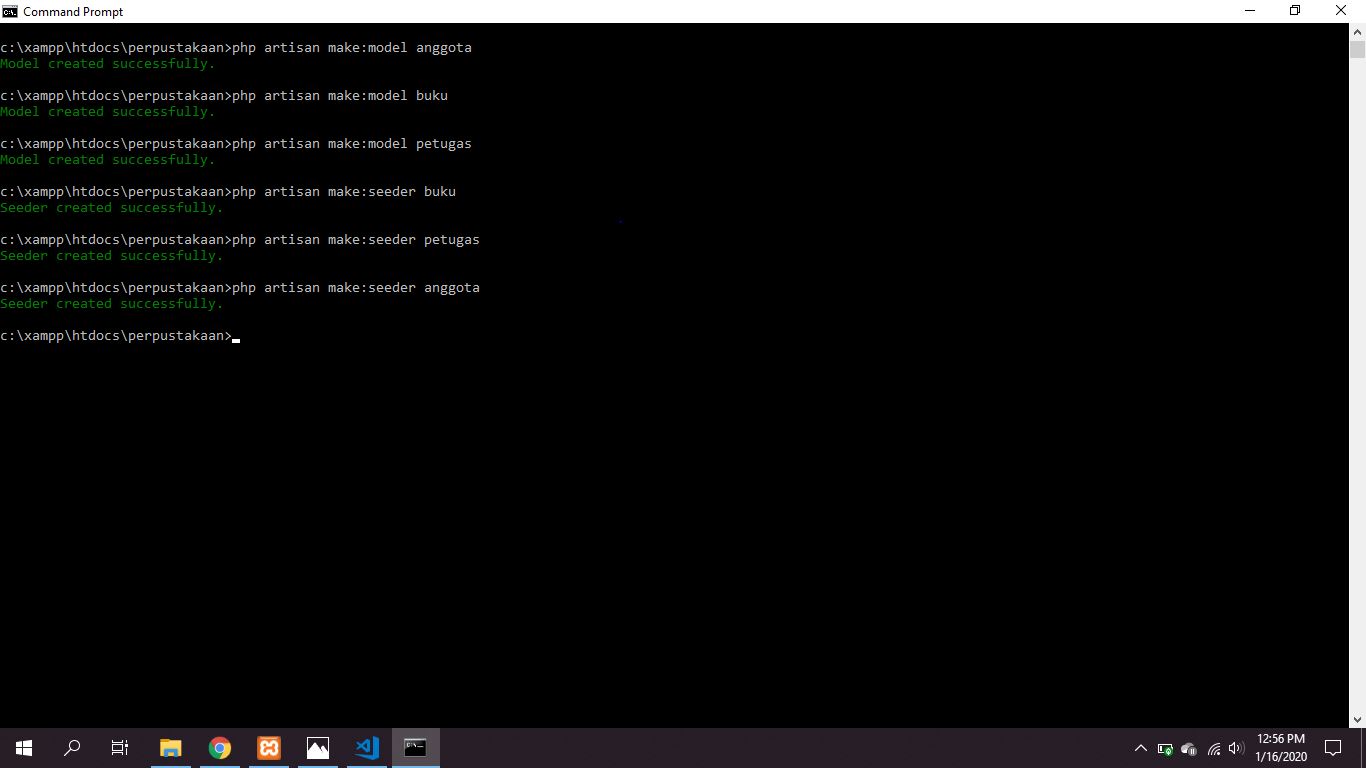 Command Prompt
c:\xampp\htdocs\perpustakaan>php artisan make:model anggota
Model created successfully.
c:\xampp\htdocs\perpustakaan>php artisan make:model buku
Model created successfully.
c:\xampp\htdocs\perpustakaan>php artisan make:model petugas
Model created successfully.
c:\xampp\htdocs\perpustakaan>php artisan make:seeder buku
Seeder created successfully.
c:\xampp\htdocs\perpustakaan>php artisan make:seeder petugas
Seeder created successfully.
c:\xampp\htdocs\perpustakaan>php artisan make:seeder anggota
Seeder created successfully.
c:\xampp\htdocs\perpustakaan>
12:56 PM
1/16/2020